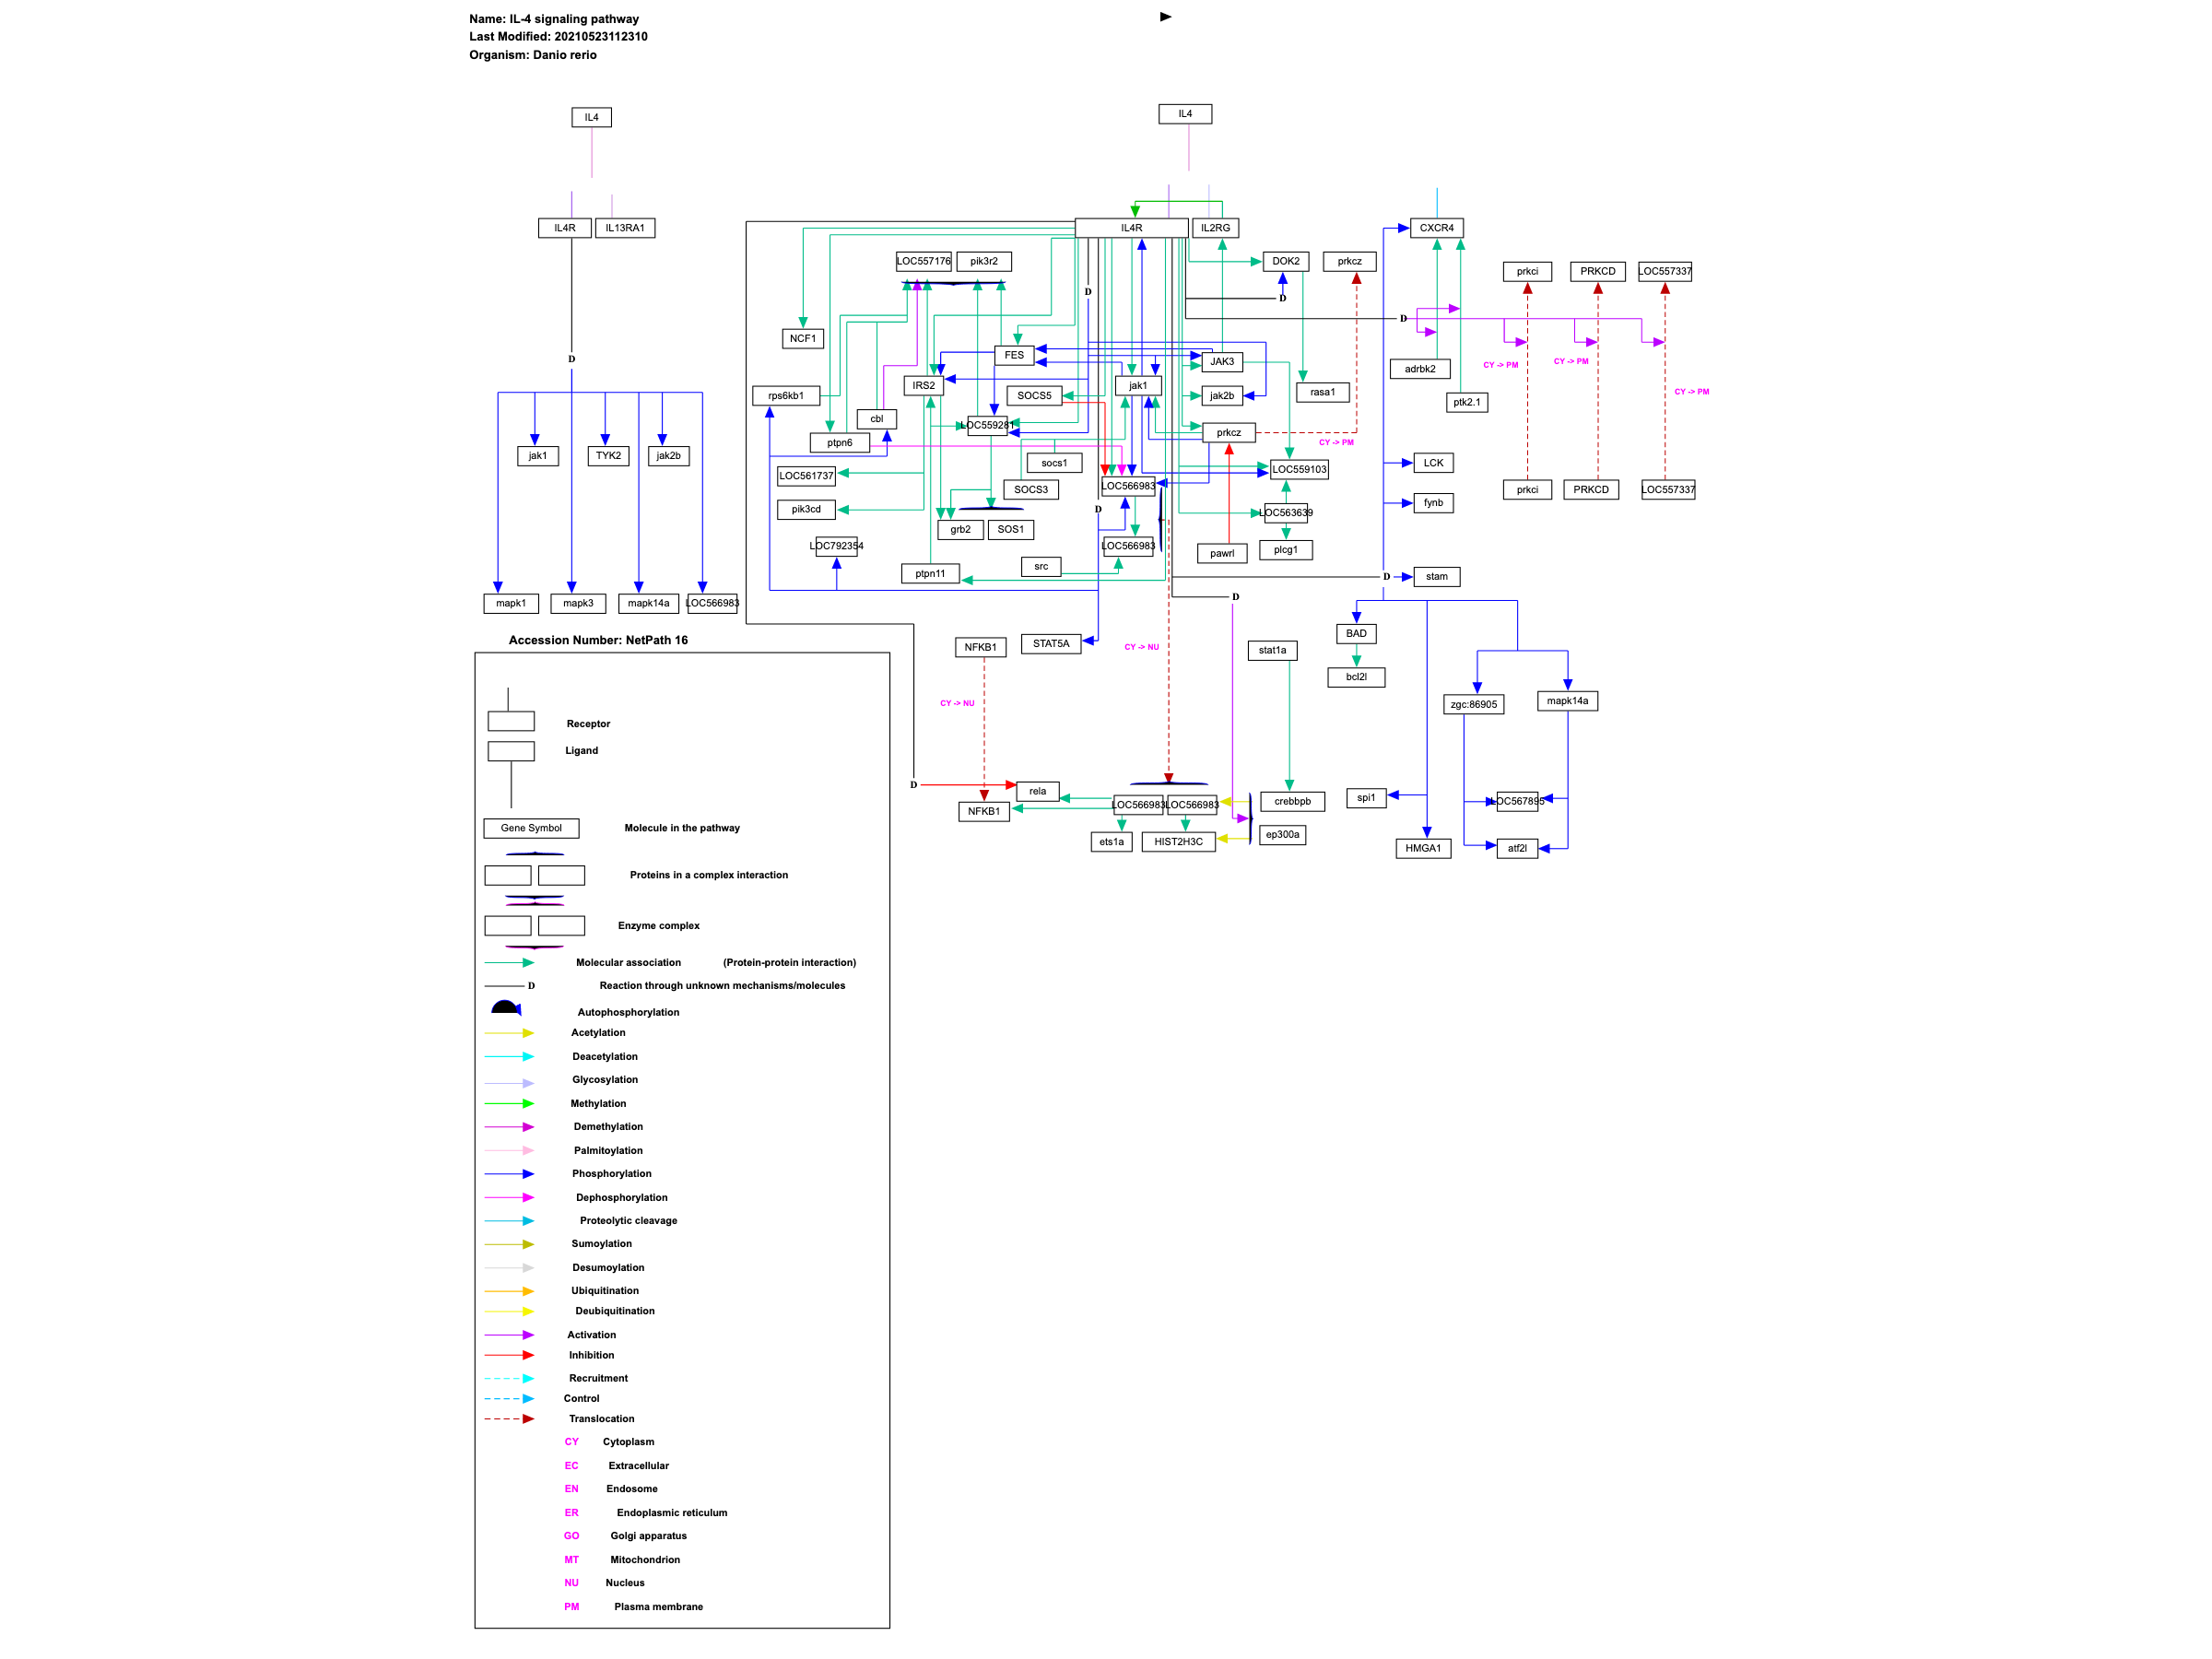 Name: IL-4 signaling pathway
Last Modified: 20210523112310
Organism: Danio rerio
IL4
IL4
IL4R
IL13RA1
IL4R
IL2RG
CXCR4
LOC557176
pik3r2
DOK2
prkcz
prkci
PRKCD
LOC557337
D
D
D
NCF1
FES
D
JAK3
adrbk2
CY -> PM
CY -> PM
CY -> PM
IRS2
jak1
rps6kb1
SOCS5
jak2b
rasa1
ptk2.1
cbl
LOC559281
ptpn6
prkcz
CY -> PM
jak1
TYK2
jak2b
socs1
LCK
LOC561737
LOC559103
SOCS3
LOC566983
prkci
PRKCD
LOC557337
pik3cd
D
LOC563639
fynb
grb2
SOS1
LOC792354
LOC566983
pawrl
plcg1
ptpn11
src
D
stam
mapk1
mapk3
mapk14a
LOC566983
D
Accession Number: NetPath 16
NFKB1
STAT5A
CY -> NU
stat1a
BAD
bcl2l
CY -> NU
zgc:86905
mapk14a
D
rela
NFKB1
LOC566983
LOC566983
crebbpb
spi1
LOC567895
ets1a
HIST2H3C
ep300a
HMGA1
atf2l
Receptor
Ligand
Gene Symbol
Molecule in the pathway
Proteins in a complex interaction
Enzyme complex
Molecular association (Protein-protein interaction)
D Reaction through unknown mechanisms/molecules
Autophosphorylation
Acetylation
Deacetylation
Glycosylation
Methylation
Demethylation
Palmitoylation
Phosphorylation
Dephosphorylation
Proteolytic cleavage
Sumoylation
Desumoylation
Ubiquitination
Deubiquitination
Activation
Inhibition
Recruitment
Control
Translocation
CY Cytoplasm
EC Extracellular
EN Endosome
ER Endoplasmic reticulum
GO Golgi apparatus
MT Mitochondrion
NU Nucleus
PM Plasma membrane